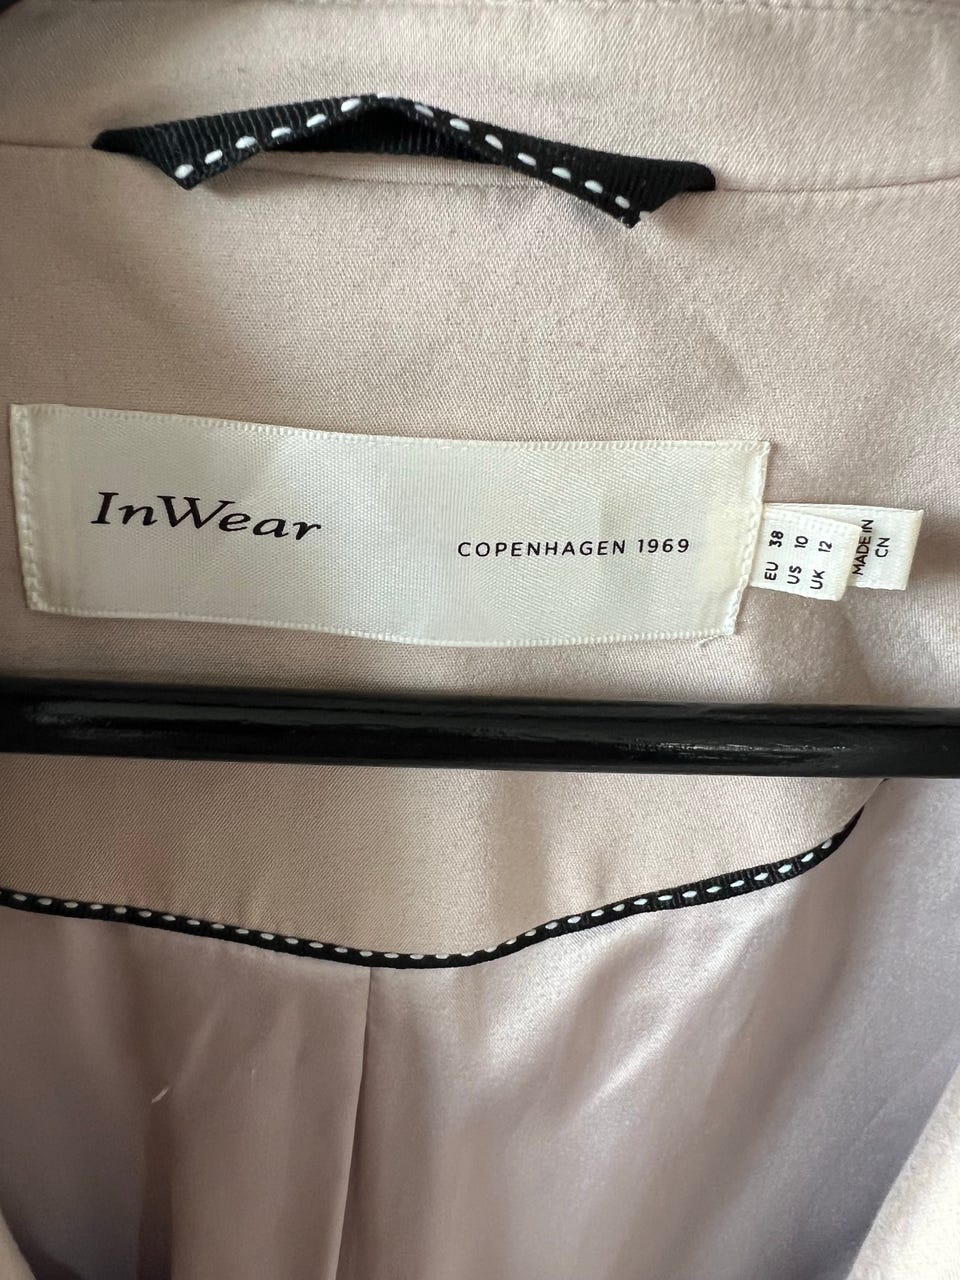 InWear
COPENHAGEN 1969
EU 38
US 10
UK 12
MADE IN
CN